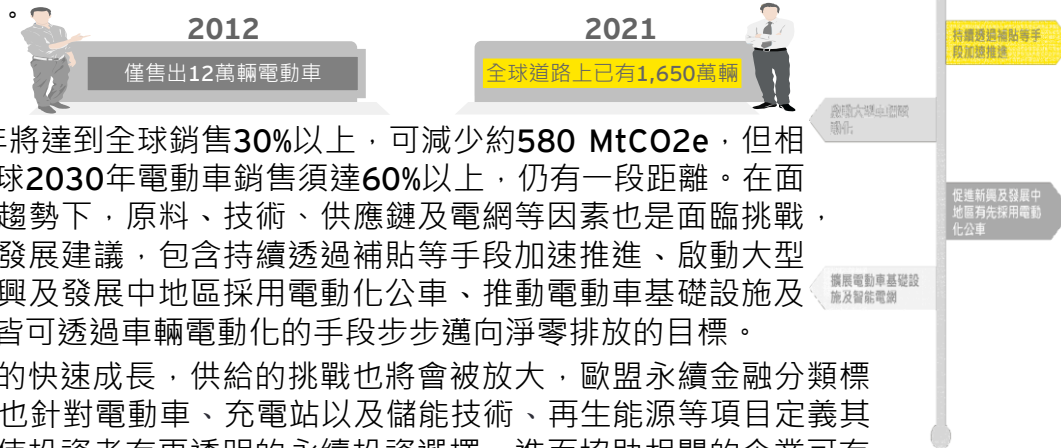 。
2012
僅售出12萬輛電動車
2021
全球道路上已有1,650萬輛
年將達到全球銷售30%以上，可減少約580 MtCO2e，但相
球2030年電動車銷售須達60%以上，仍有一段距離。在面
趨勢下，原料、技術、供應鏈及電網等因素也是面臨挑戰，
發展建議，包含持續透過補貼等手段加速推進、啟動大型
興及發展中地區採用電動化公車、推動電動車基礎設施及
皆可透過車輛電動化的手段步步邁向淨零排放的目標。
的快速成長，供給的挑戰也將會被放大，歐盟永續金融分類標
也針對電動車、充電站以及儲能技術、再生能源等項目定義其
持續透過補貼等手
段加速推進
促進新興及發展中
地區有先採用電動
化公車
擴展電動車基礎設
施及智能電網